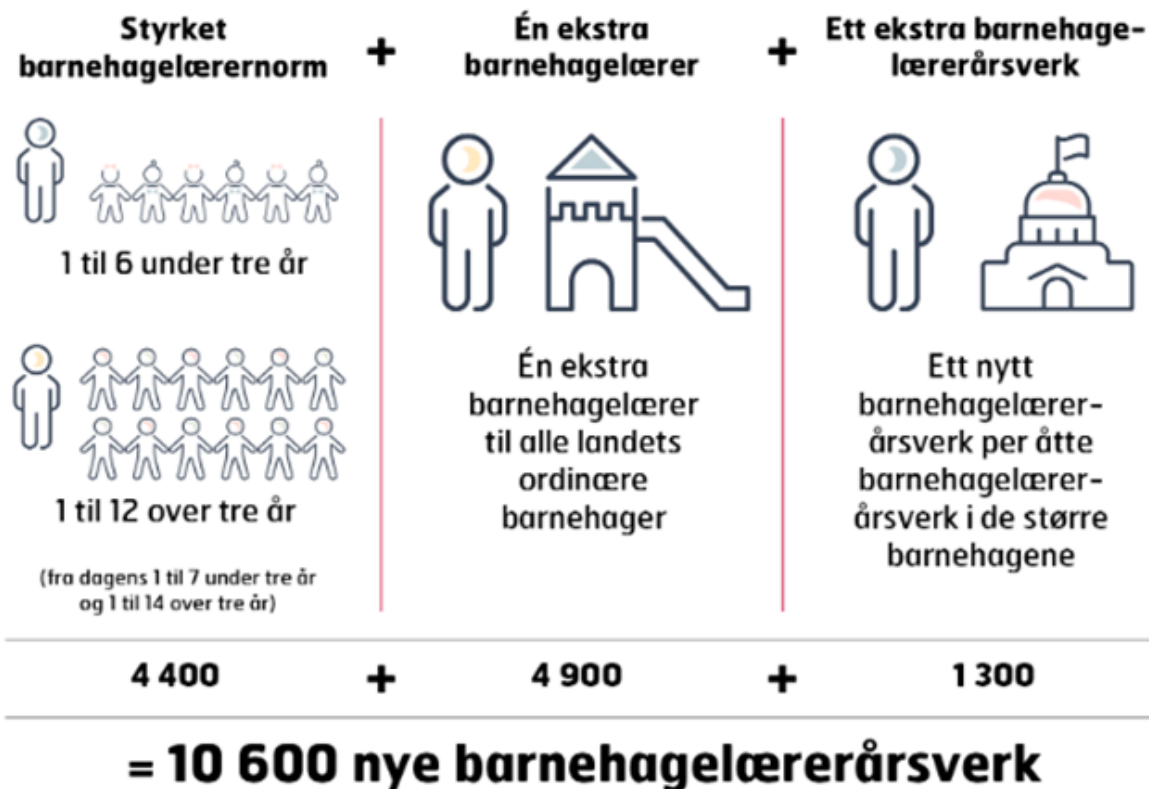 Styrket
barnehagelærernorm
+
Én ekstra
barnehagelærer
+
Ett ekstra barnehage-
lærerårsverk
1 til 6 under tre år
1 til 12 over tre år
(fra dagens 1 til 7 under tre år
og 1 til 14 over tre år)
Én ekstra
barnehagelærer
til alle landets
ordinære
barnehager
Ett nytt
barnehagelærer-
årsverk per åtte
barnehagelærer-
årsverk i de større
barnehagene
4 400 + 4 900 + 1 300
= 10 600 nye barnehagelærerårsverk